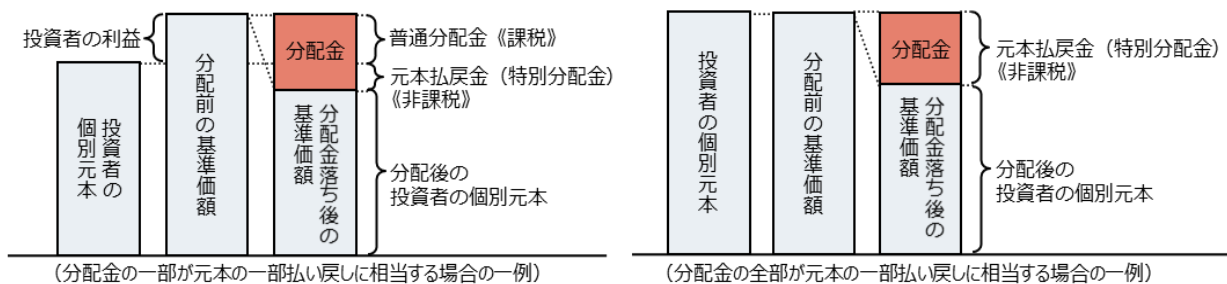 投資者の利益
投資者の
個別元本
分配前の基準価額
分配金
分配金落ち後の
基準価額
普通分配金《課税》
元本払戻金（特別分配金）
《非課税》
分配後の
投資者の個別元本
（分配金の一部が元本の一部払い戻しに相当する場合の一例）
投資者の個別元本
分配前の基準価額
分配金
分配金落ち後の
基準価額
元本払戻金（特別分配金）
《非課税》
分配後の
投資者の個別元本
（分配金の全部が元本の一部払い戻しに相当する場合の一例）